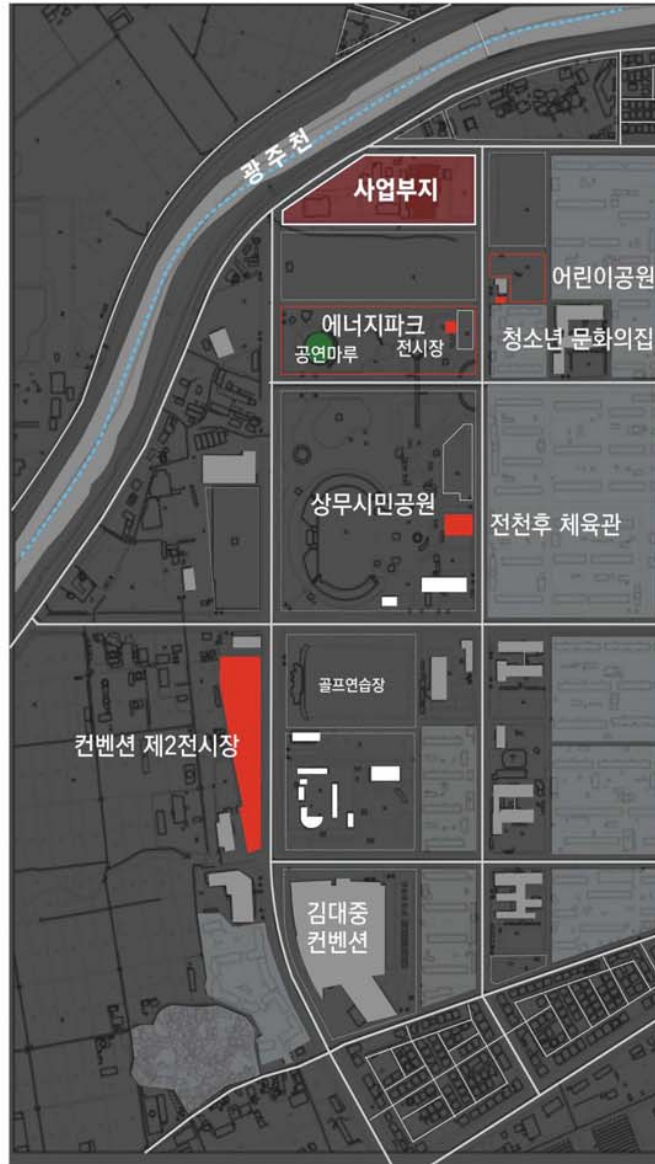 광주천
사업부지
어린이공원
에너지파크
공연마루
전시장
청소년 문화의집
상무시민공원
전천후 체육관
골프연습장
컨벤션 제2전시장
김대중
컨벤션